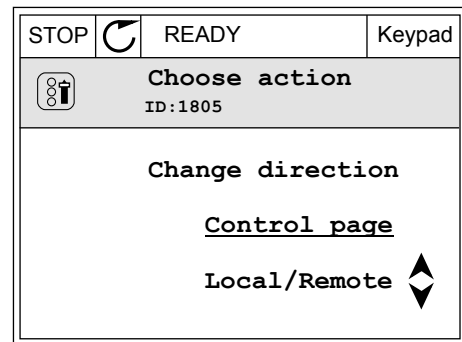 STOP READY Keypad
Choose action
ID:1805
Change direction
Control page
Local/Remote